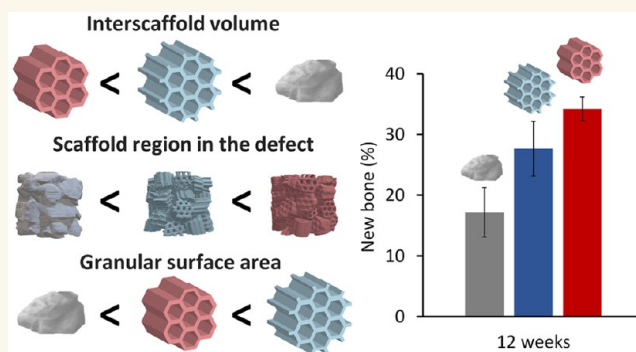 Interscaffold volume
< <
Scaffold region in the defect
< <
Granular surface area
< <
New bone (%)
40
30
20
10
0
12 weeks